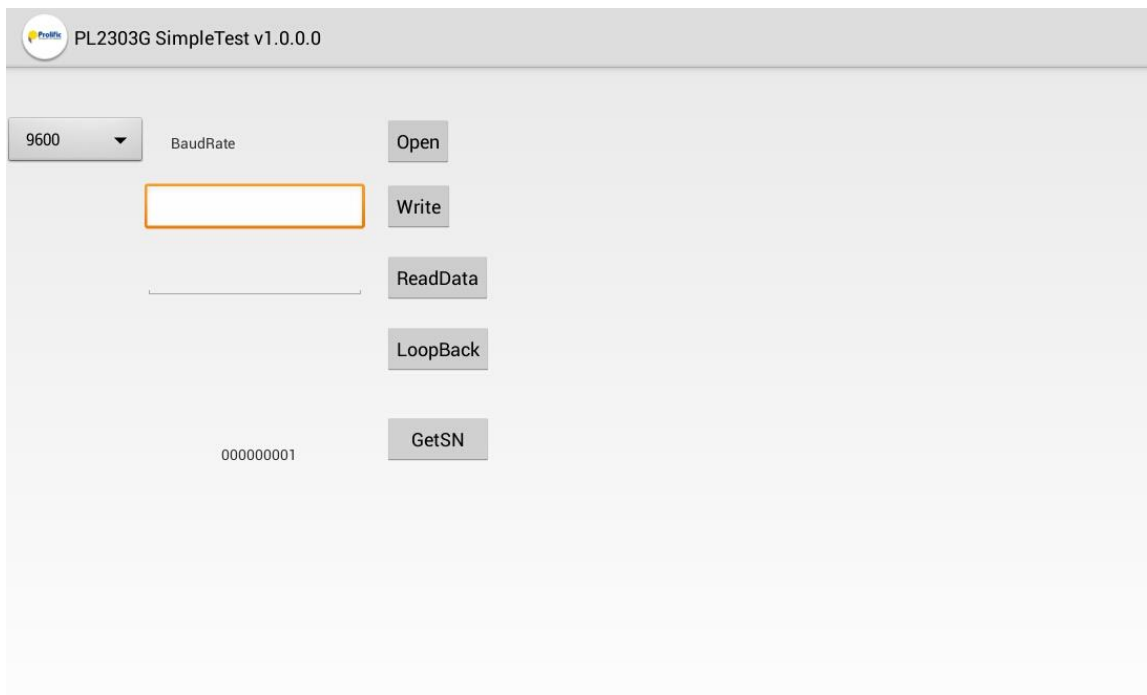 Prolific PL2303G SimpleTest v1.0.0.0
9600 BaudRate Open
Write
ReadData
LoopBack
GetSN
000000001